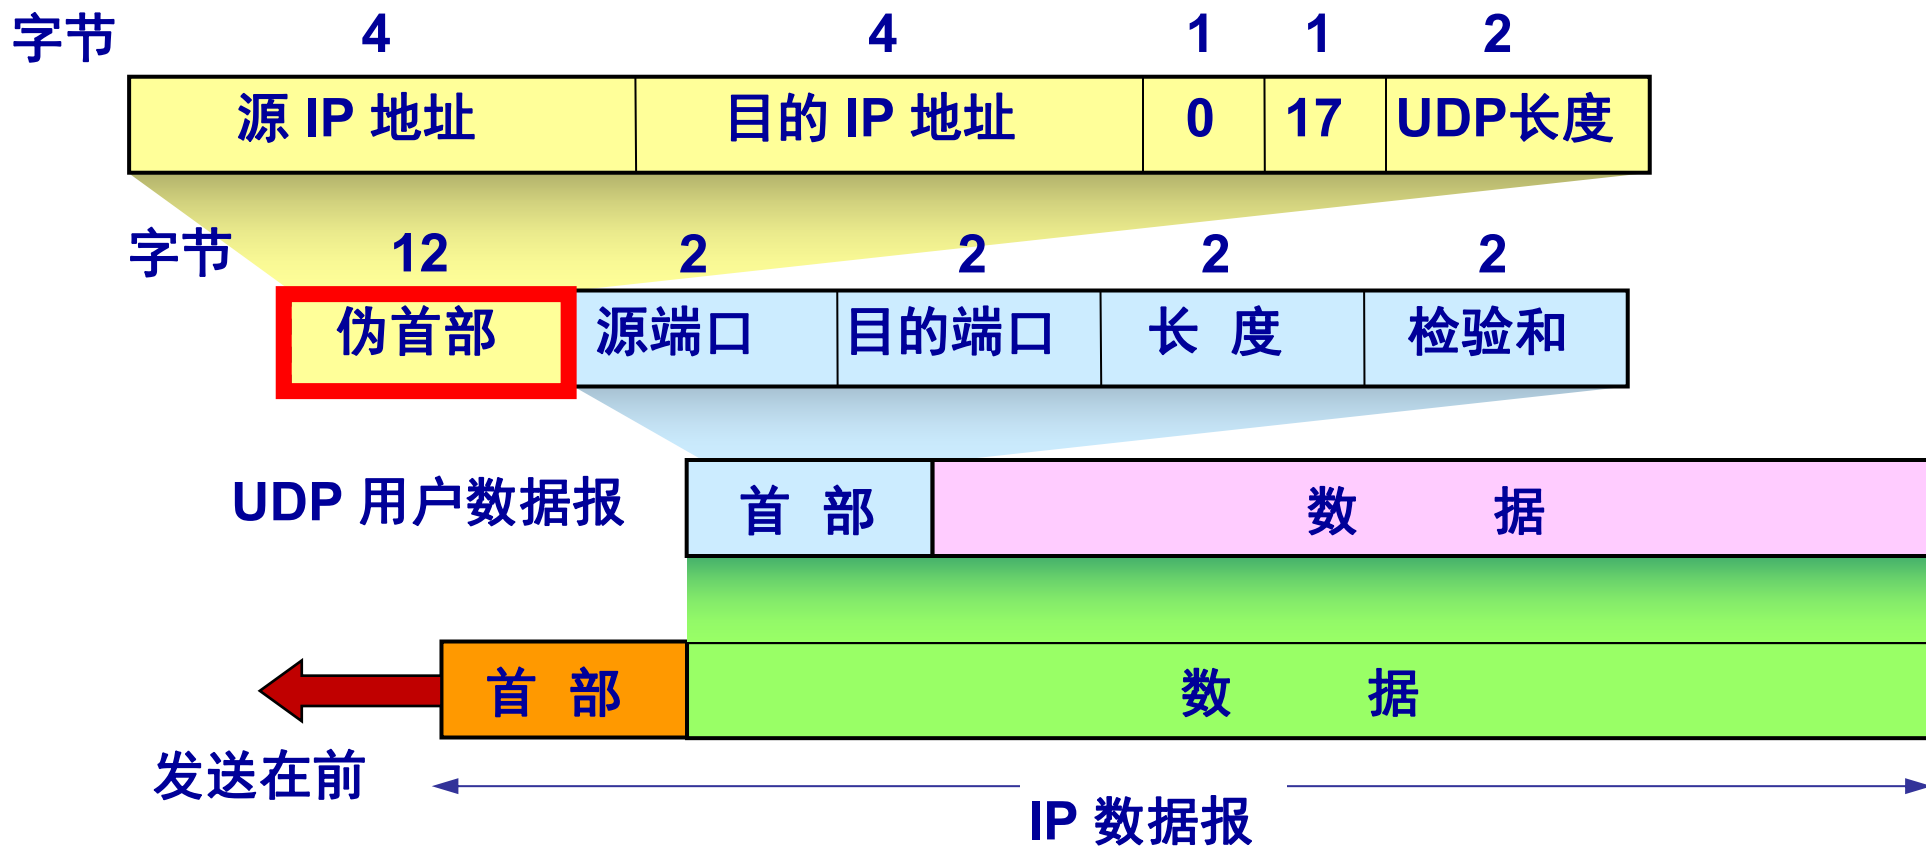 字节 4 4 1 1 2
源 IP 地址 目的 IP 地址 0 17 UDP长度
字节 12 2 2 2 2
伪首部 源端口 目的端口 长 度 检验和
UDP 用户数据报 首 部 数 据
首 部 数 据
发送在前
IP 数据报